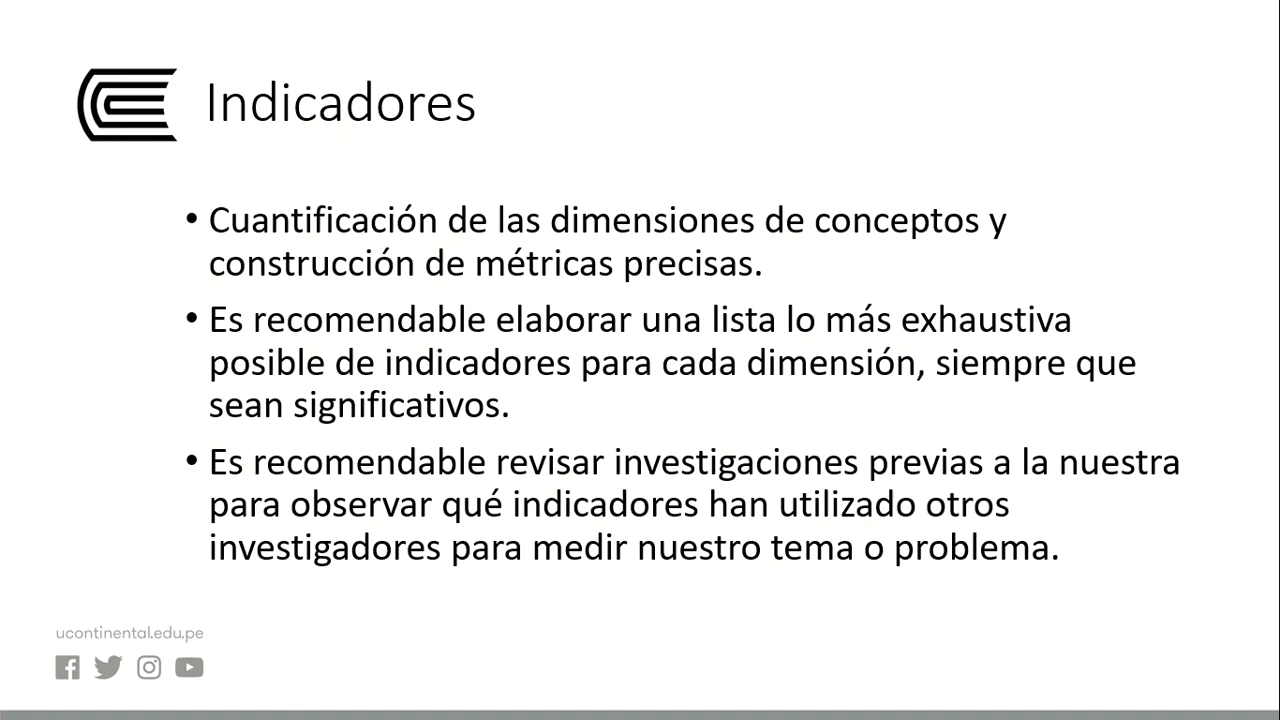 Indicadores
• Cuantificación de las dimensiones de conceptos y
construcción de métricas precisas.
• Es recomendable elaborar una lista lo más exhaustiva
posible de indicadores para cada dimensión, siempre que
sean significativos.
• Es recomendable revisar investigaciones previas a la nuestra
para observar qué indicadores han utilizado otros
investigadores para medir nuestro tema o problema.
ucontinental.edu.pe